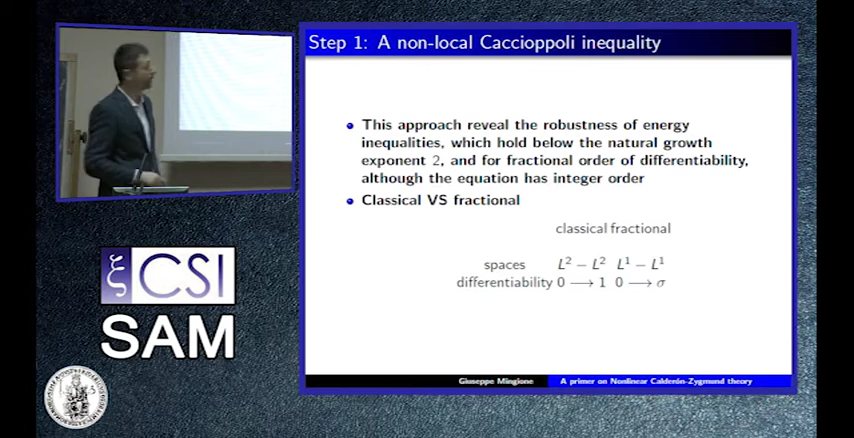 Step 1: A non-local Caccioppoli inequality
This approach reveal the robustness of energy
inequalities, which hold below the natural growth
exponent 2, and for fractional order of differentiability,
although the equation has integer order
Classical VS fractional
classical fractional
spaces L² − L² L¹ − L¹
differentiability 0 ⟶ 1 0 ⟶ σ
Giuseppe Mingione A primer on Nonlinear Calderón-Zygmund theory
ξ CSI
SAM